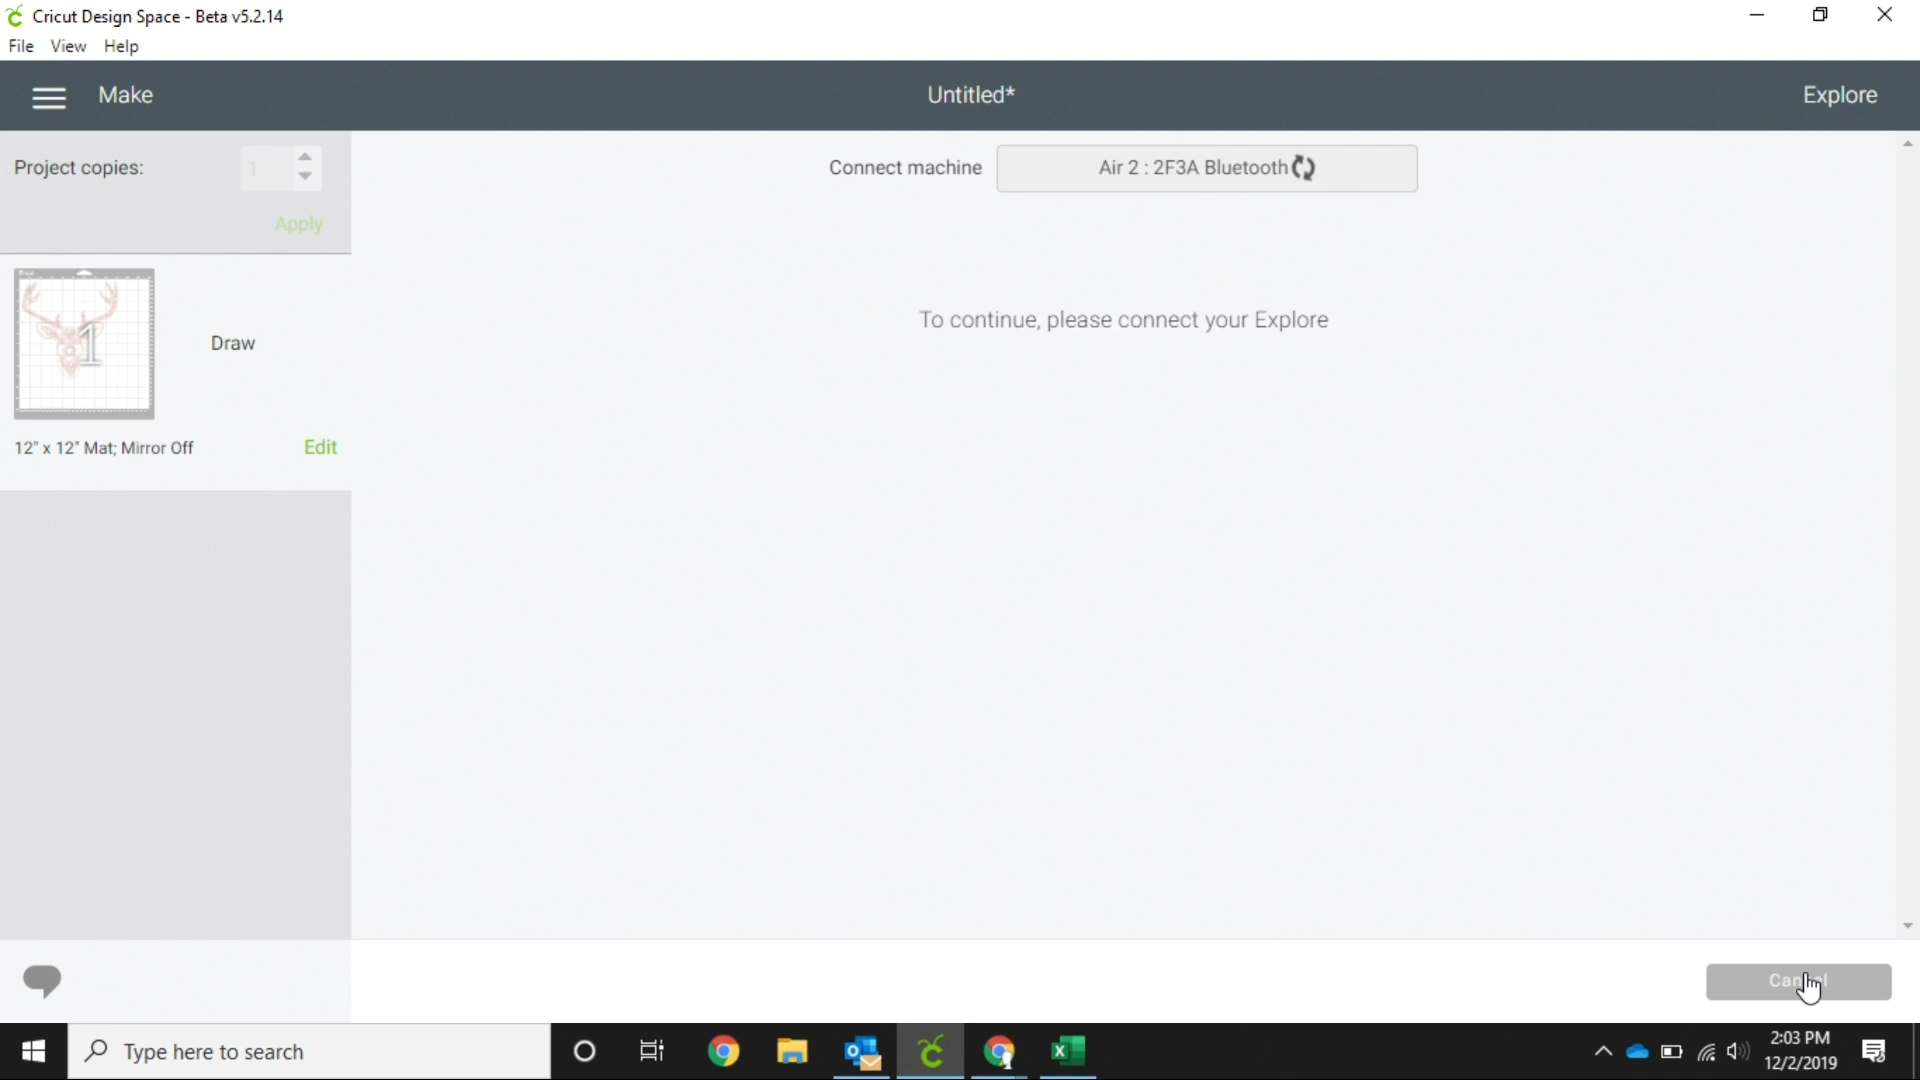 Cricut Design Space - Beta v5.2.14
File View Help
Make Untitled* Explore
Project copies: 1
Connect machine Air 2 : 2F3A Bluetooth
Apply
To continue, please connect your Explore
1
Draw
12" x 12" Mat; Mirror Off Edit
Type here to search
2:03 PM
12/2/2019